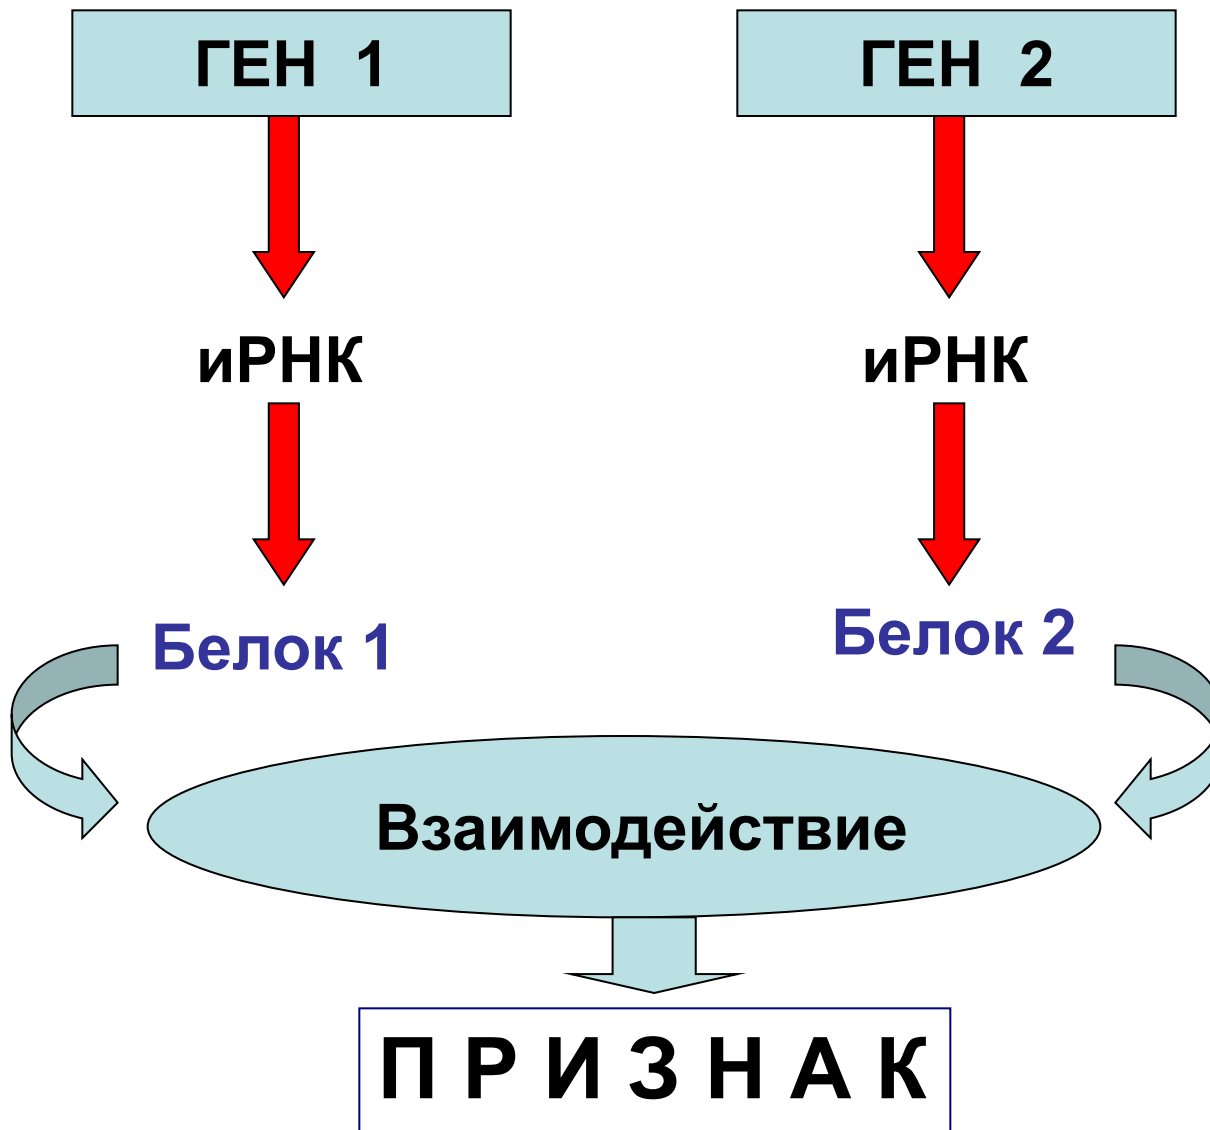 ГЕН 1
ГЕН 2
иРНК
иРНК
Белок 1
Белок 2
Взаимодействие
П Р И З Н А К